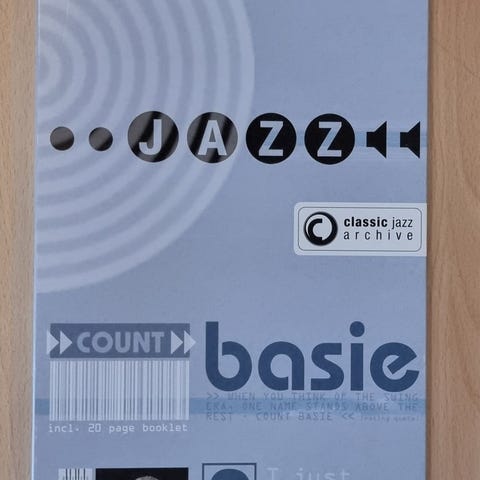 JAZZ
classic jazz
archive
COUNT
basie
>> WHEN YOU THINK OF THE SWING
ERA, ONE NAME STANDS ABOVE THE
REST - COUNT BASIE <<
incl. 20 page booklet
I just